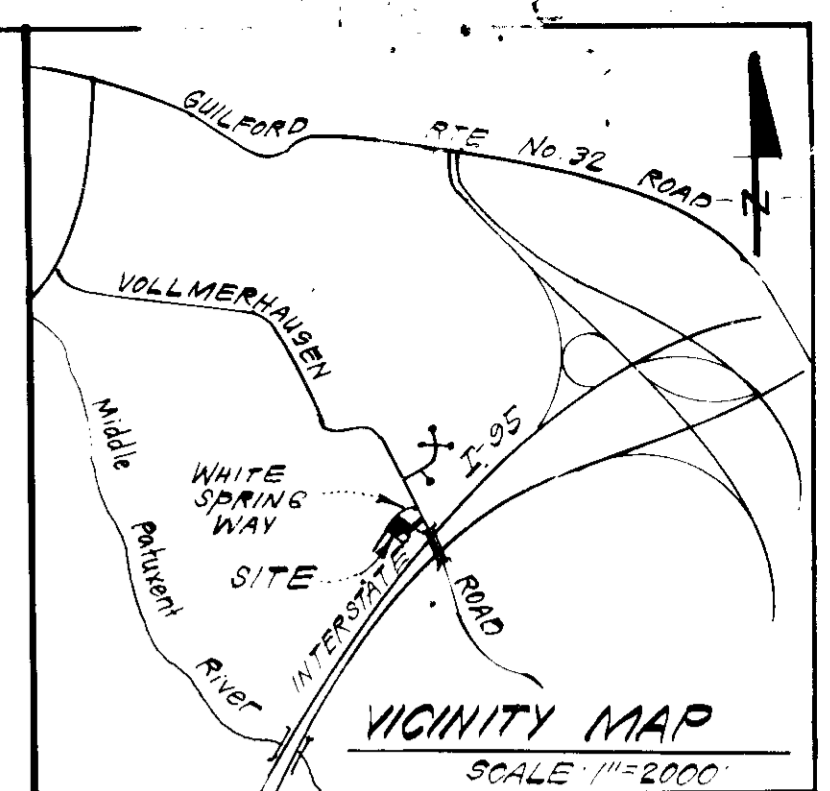 GUILFORD RTE No. 32 ROAD
N
VOLLMERHAUSEN
Middle
Patuxent
River
WHITE
SPRING
WAY
SITE
I-95
INTERSTATE
ROAD
VICINITY MAP
SCALE 1"=2000'